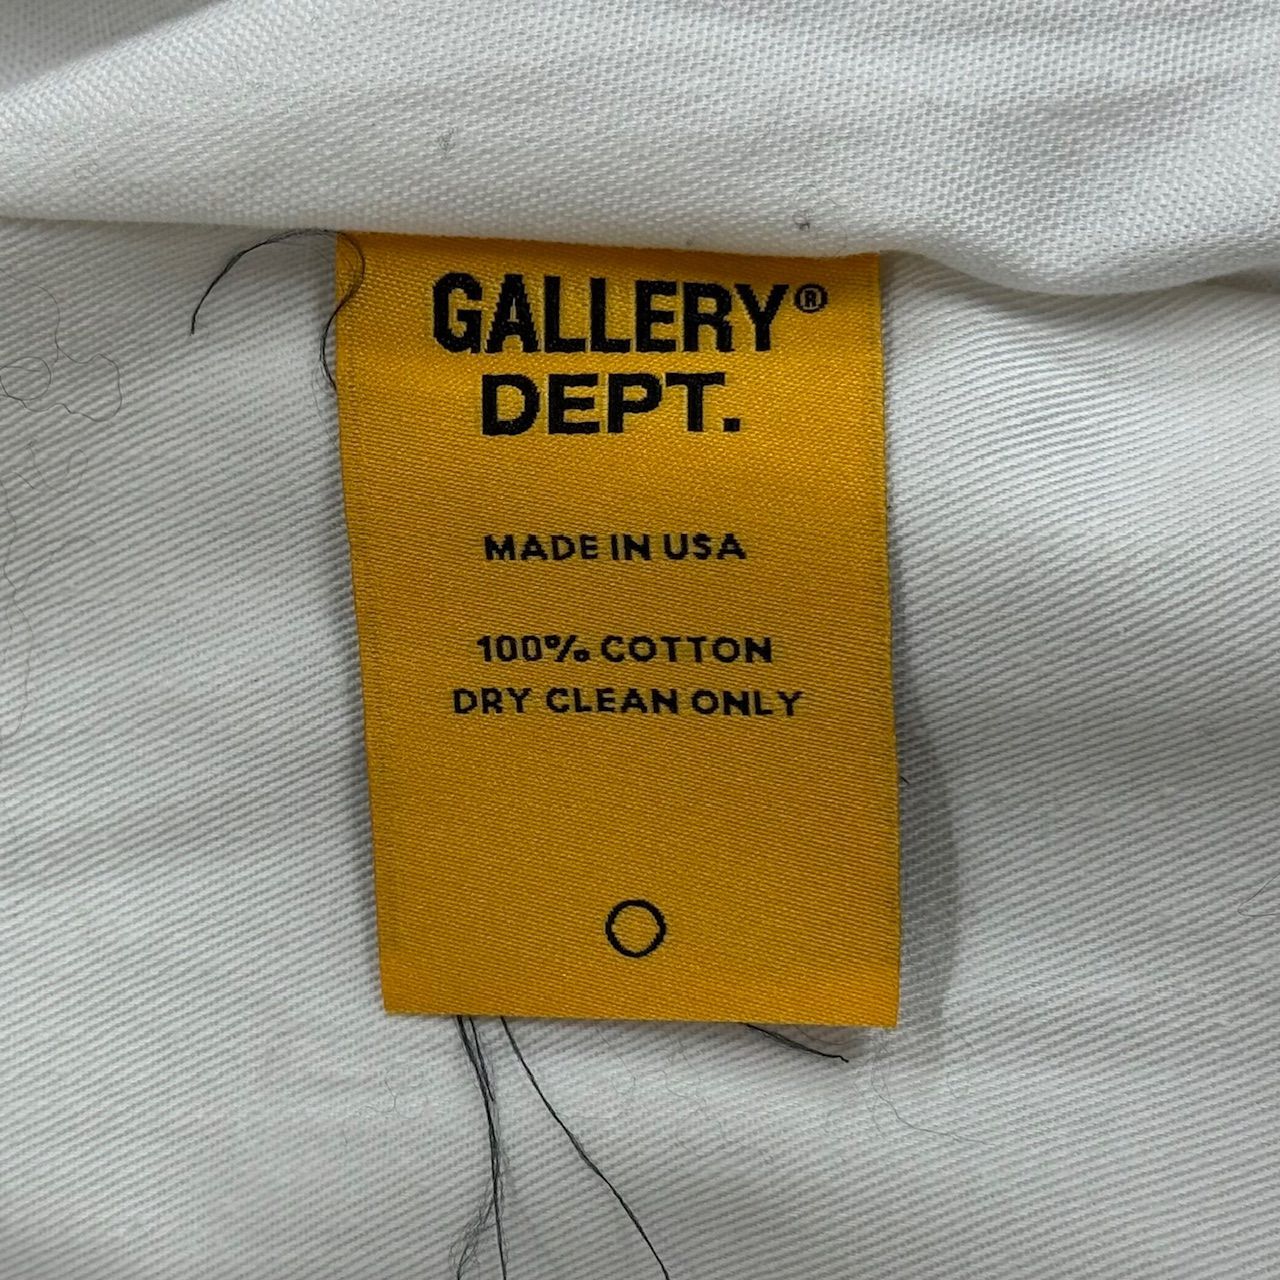 GALLERY®
DEPT.
MADE IN USA
100% COTTON
DRY CLEAN ONLY